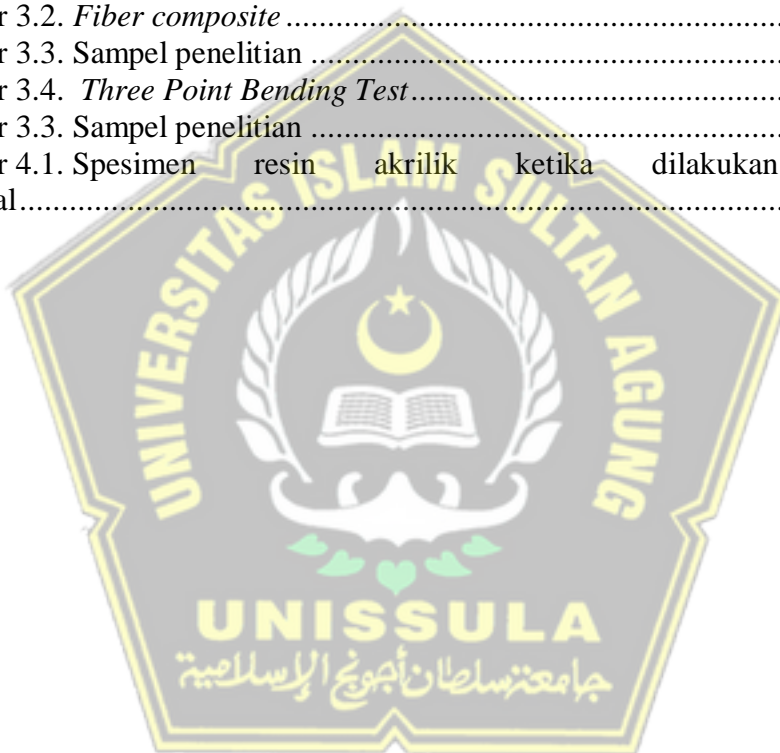 r 3.2. Fiber composite ........................................................................
r 3.3. Sampel penelitian .....................................................................
r 3.4. Three Point Bending Test........................................................
r 3.3. Sampel penelitian .....................................................................
r 4.1. Spesimen resin akrilik ketika dilakukan
al.......................................................................................................
UNIVERSITAS ISLAM SULTAN AGUNG
UNISSULA
جامعتسلطان أجونج الإسلامية